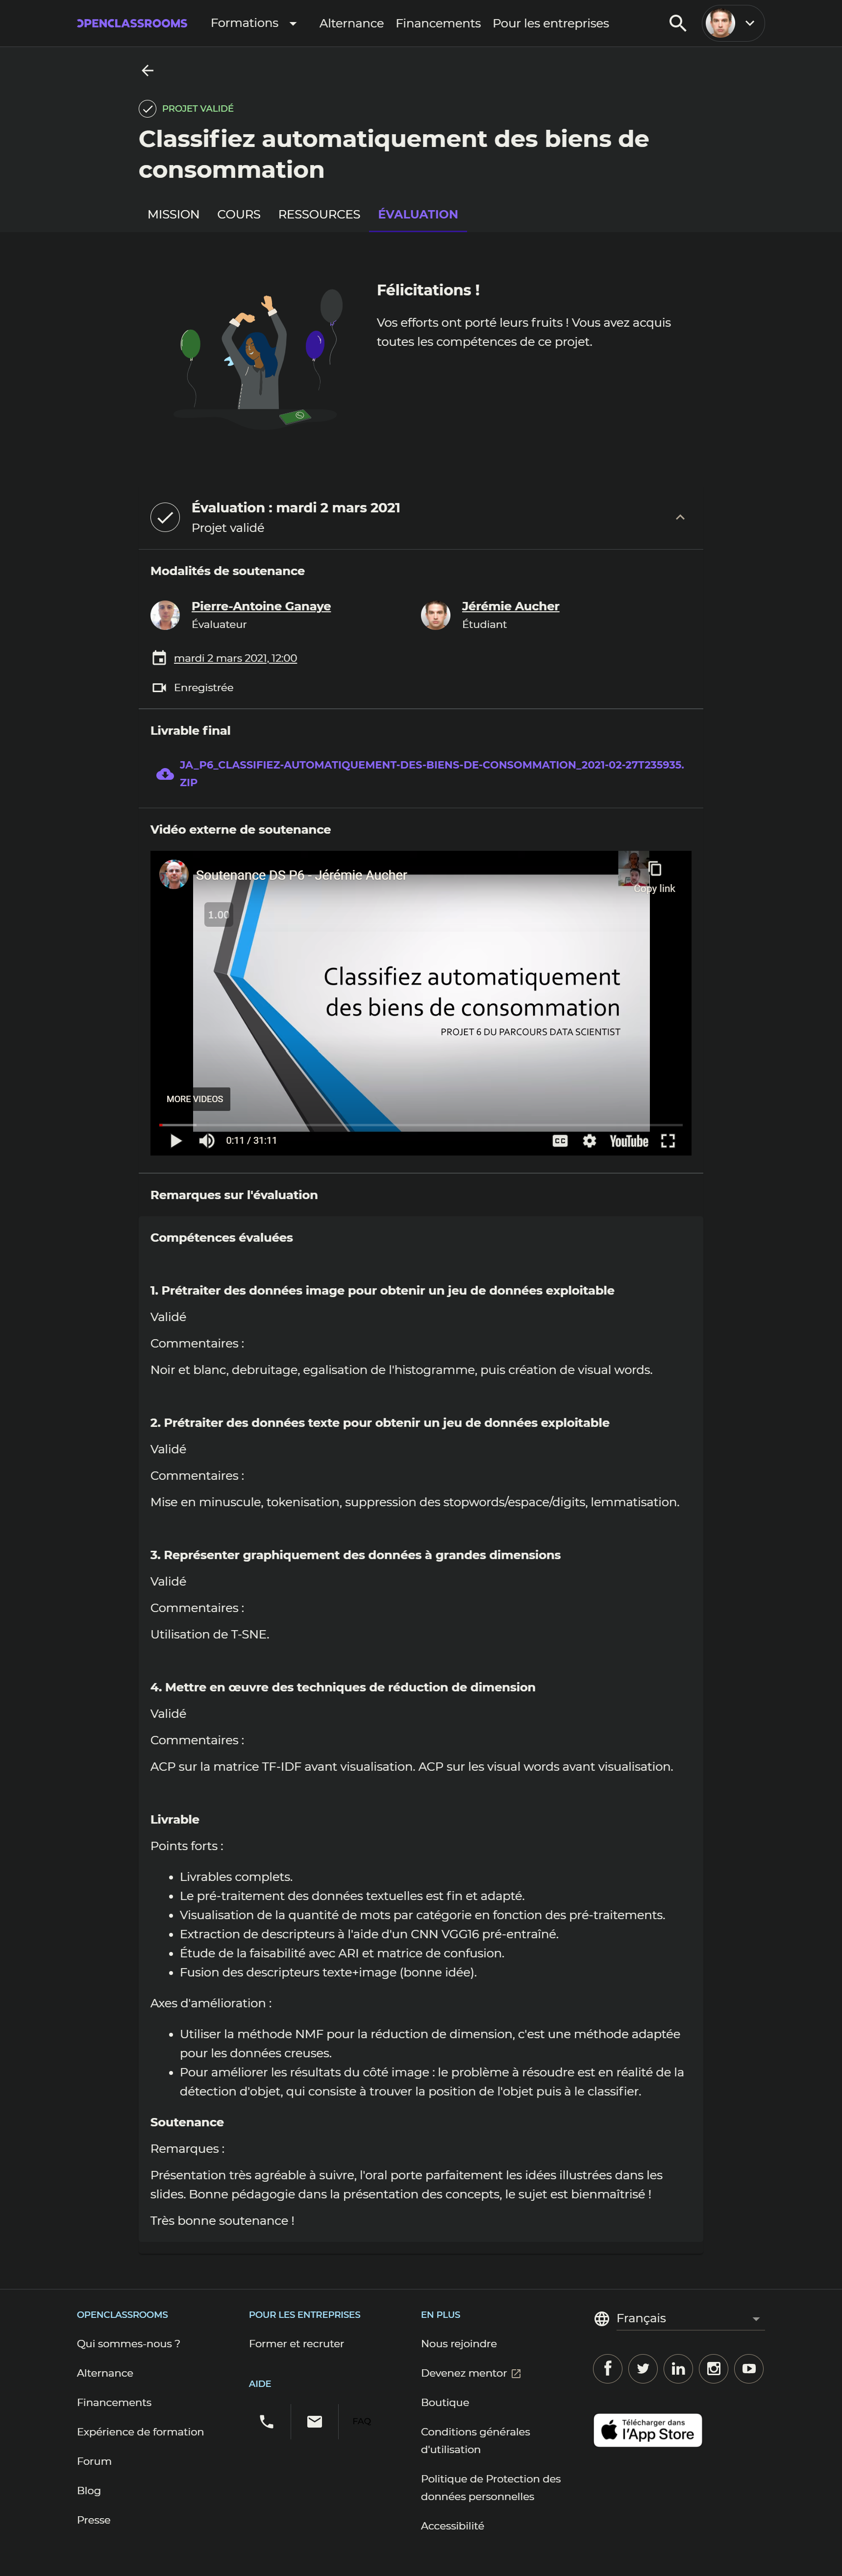 OPENCLASSROOMS Formations Alternance Financements Pour les entreprises
PROJET VALIDÉ
Classifiez automatiquement des biens de
consommation
MISSION COURS RESSOURCES ÉVALUATION
Félicitations !
Vos efforts ont porté leurs fruits ! Vous avez acquis
toutes les compétences de ce projet.
Évaluation : mardi 2 mars 2021
Projet validé
Modalités de soutenance
Pierre-Antoine Ganaye
Évaluateur
Jérémie Aucher
Étudiant
mardi 2 mars 2021, 12:00
Enregistrée
Livrable final
JA_P6_CLASSIFIEZ-AUTOMATIQUEMENT-DES-BIENS-DE-CONSOMMATION_2021-02-27T235935.
ZIP
Vidéo externe de soutenance
Soutenance DS P6 - Jérémie Aucher
Copy link
1.00
Classifiez automatiquement
des biens de consommation
PROJET 6 DU PARCOURS DATA SCIENTIST
MORE VIDEOS
0:11 / 31:11
CC
YouTube
Remarques sur l'évaluation
Compétences évaluées
1. Prétraiter des données image pour obtenir un jeu de données exploitable
Validé
Commentaires :
Noir et blanc, debruitage, egalisation de l'histogramme, puis création de visual words.
2. Prétraiter des données texte pour obtenir un jeu de données exploitable
Validé
Commentaires :
Mise en minuscule, tokenisation, suppression des stopwords/espace/digits, lemmatisation.
3. Représenter graphiquement des données à grandes dimensions
Validé
Commentaires :
Utilisation de T-SNE.
4. Mettre en œuvre des techniques de réduction de dimension
Validé
Commentaires :
ACP sur la matrice TF-IDF avant visualisation. ACP sur les visual words avant visualisation.
Livrable
Points forts :
• Livrables complets.
• Le pré-traitement des données textuelles est fin et adapté.
• Visualisation de la quantité de mots par catégorie en fonction des pré-traitements.
• Extraction de descripteurs à l'aide d'un CNN VGG16 pré-entraîné.
• Étude de la faisabilité avec ARI et matrice de confusion.
• Fusion des descripteurs texte+image (bonne idée).
Axes d'amélioration :
• Utiliser la méthode NMF pour la réduction de dimension, c'est une méthode adaptée
pour les données creuses.
• Pour améliorer les résultats du côté image : le problème à résoudre est en réalité de la
détection d'objet, qui consiste à trouver la position de l'objet puis à le classifier.
Soutenance
Remarques :
Présentation très agréable à suivre, l'oral porte parfaitement les idées illustrées dans les
slides. Bonne pédagogie dans la présentation des concepts, le sujet est bienmaîtrisé !
Très bonne soutenance !
OPENCLASSROOMS
Qui sommes-nous ?
Alternance
Financements
Expérience de formation
Forum
Blog
Presse
POUR LES ENTREPRISES
Former et recruter
AIDE
FAQ
EN PLUS
Nous rejoindre
Devenez mentor
Boutique
Conditions générales
d'utilisation
Politique de Protection des
données personnelles
Accessibilité
Français
Télécharger dans
l'App Store